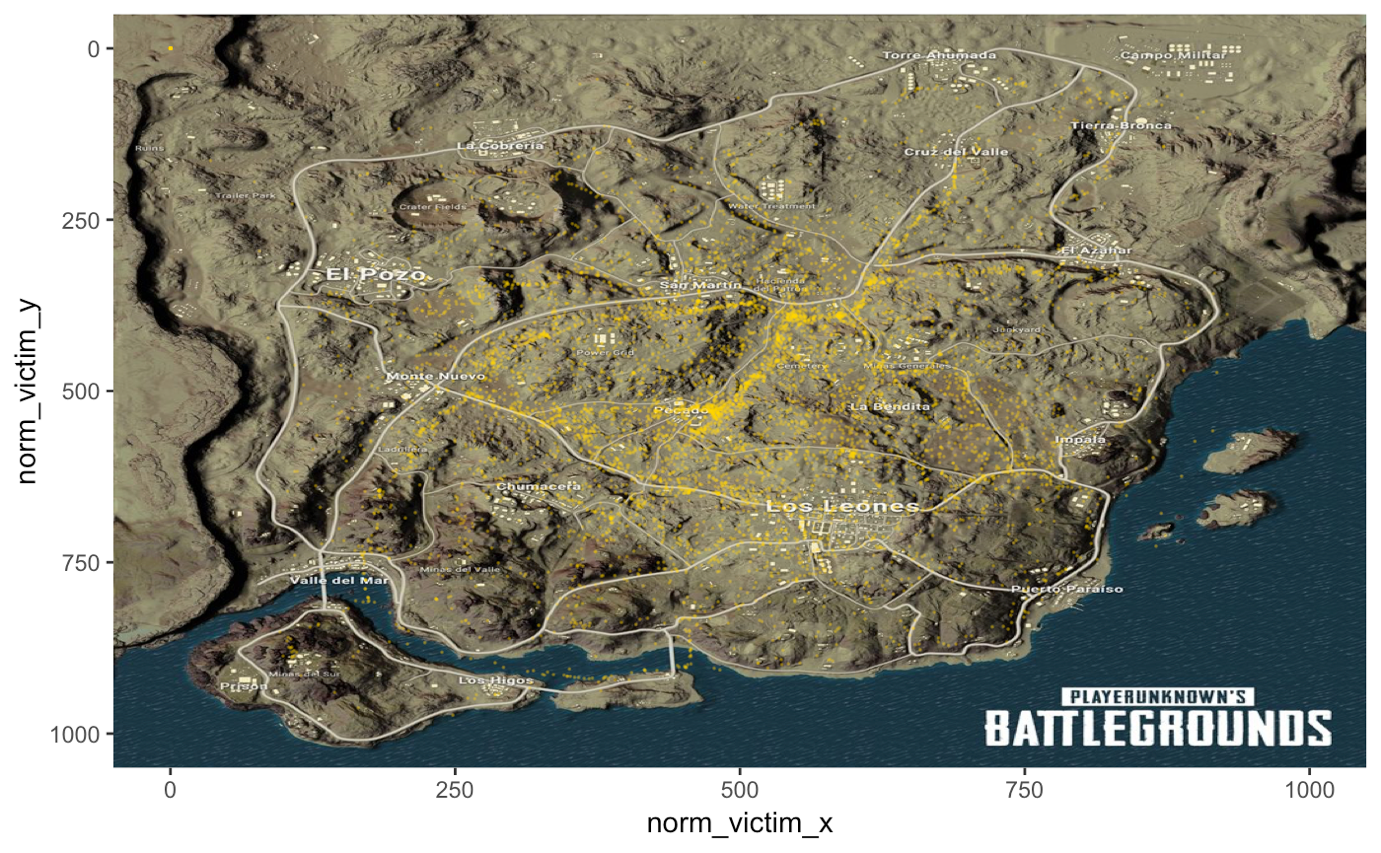 0
Torre Ahumada
Campo Militar
Tierra Bronca
La Cobreria
Ruins
Cruz del Valle
Trailer Park
Crater Fields
Water Treatment
250
El Azahar
El Pozo
San Martin
Hacienda
del Patron
Junkyard
Power Grid
Cemetery
Minas Generales
Monte Nuevo
500
Pecado
La Bendita
Impala
Ladrillera
Chumacera
Los Leones
750
Minas del Valle
Valle del Mar
Puerto Paraiso
Minas del Sur
Prison
Los Higos
PLAYERUNKNOWN'S
BATTLEGROUNDS
1000
norm_victim_y
0
250
500
750
1000
norm_victim_x